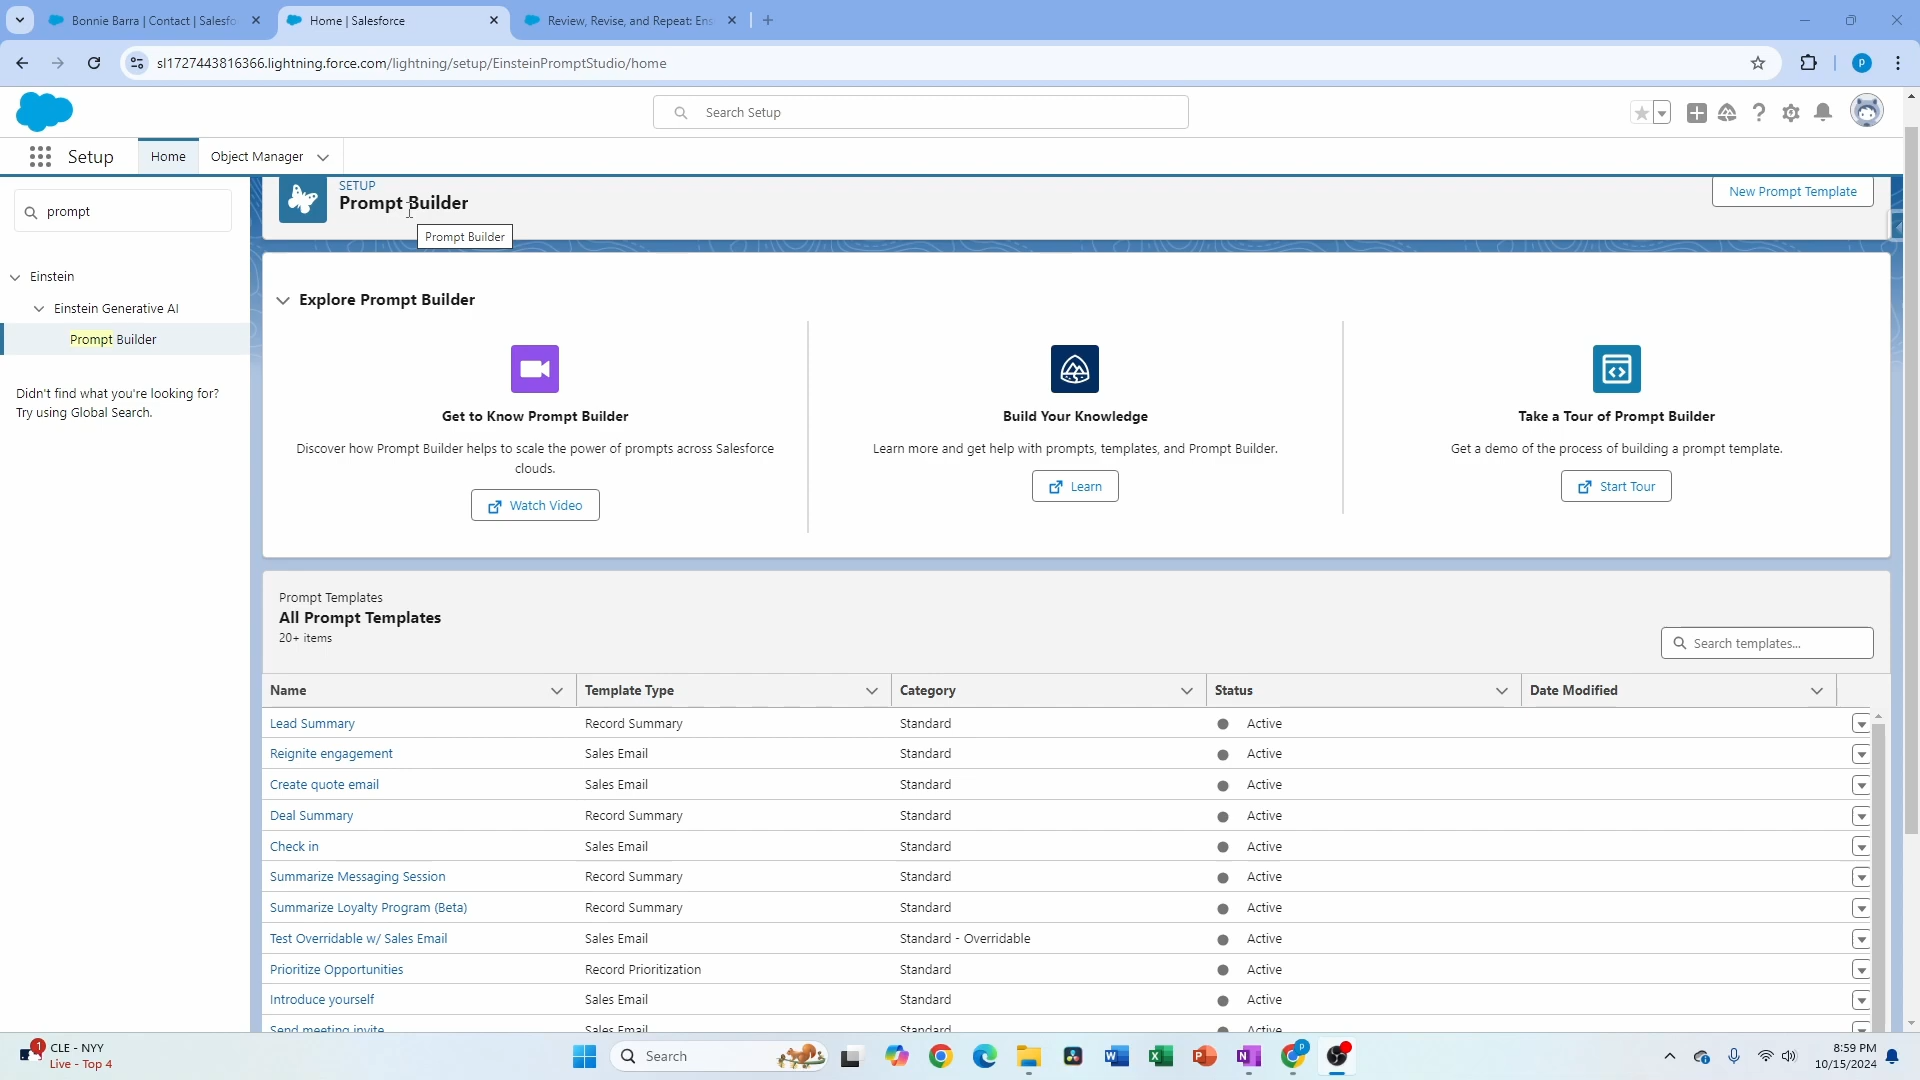 Bonnie Barra | Contact | Salesfo
Home | Salesforce
Review, Revise, and Repeat: Ens
sl1727443816366.lightning.force.com/lightning/setup/EinsteinPromptStudio/home
P
Search Setup
Setup
Home
Object Manager
prompt
SETUP
Prompt Builder
New Prompt Template
Prompt Builder
Einstein
Einstein Generative AI
Prompt Builder
Didn't find what you're looking for?
Try using Global Search.
Explore Prompt Builder
Get to Know Prompt Builder
Discover how Prompt Builder helps to scale the power of prompts across Salesforce
clouds.
Watch Video
Build Your Knowledge
Learn more and get help with prompts, templates, and Prompt Builder.
Learn
Take a Tour of Prompt Builder
Get a demo of the process of building a prompt template.
Start Tour
Prompt Templates
All Prompt Templates
20+ items
Search templates...
Name Template Type Category Status Date Modified
Lead Summary Record Summary Standard Active
Reignite engagement Sales Email Standard Active
Create quote email Sales Email Standard Active
Deal Summary Record Summary Standard Active
Check in Sales Email Standard Active
Summarize Messaging Session Record Summary Standard Active
Summarize Loyalty Program (Beta) Record Summary Standard Active
Test Overridable w/ Sales Email Sales Email Standard - Overridable Active
Prioritize Opportunities Record Prioritization Standard Active
Introduce yourself Sales Email Standard Active
Send meeting invite Sales Email Standard Active
1
CLE - NYY
Live - Top 4
Search
8:59 PM
10/15/2024